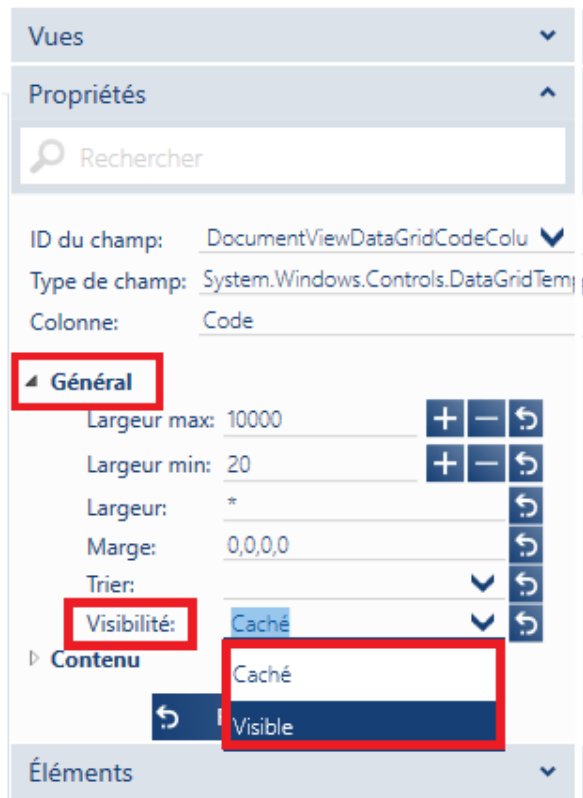 Vues
Propriétés
Rechercher
ID du champ: DocumentViewDataGridCodeColu
Type de champ: System.Windows.Controls.DataGridTem
Colonne: Code
Général
Largeur max: 10000
Largeur min: 20
Largeur: *
Marge: 0,0,0,0
Trier:
Visibilité: Caché
Contenu
Caché
Visible
Éléments